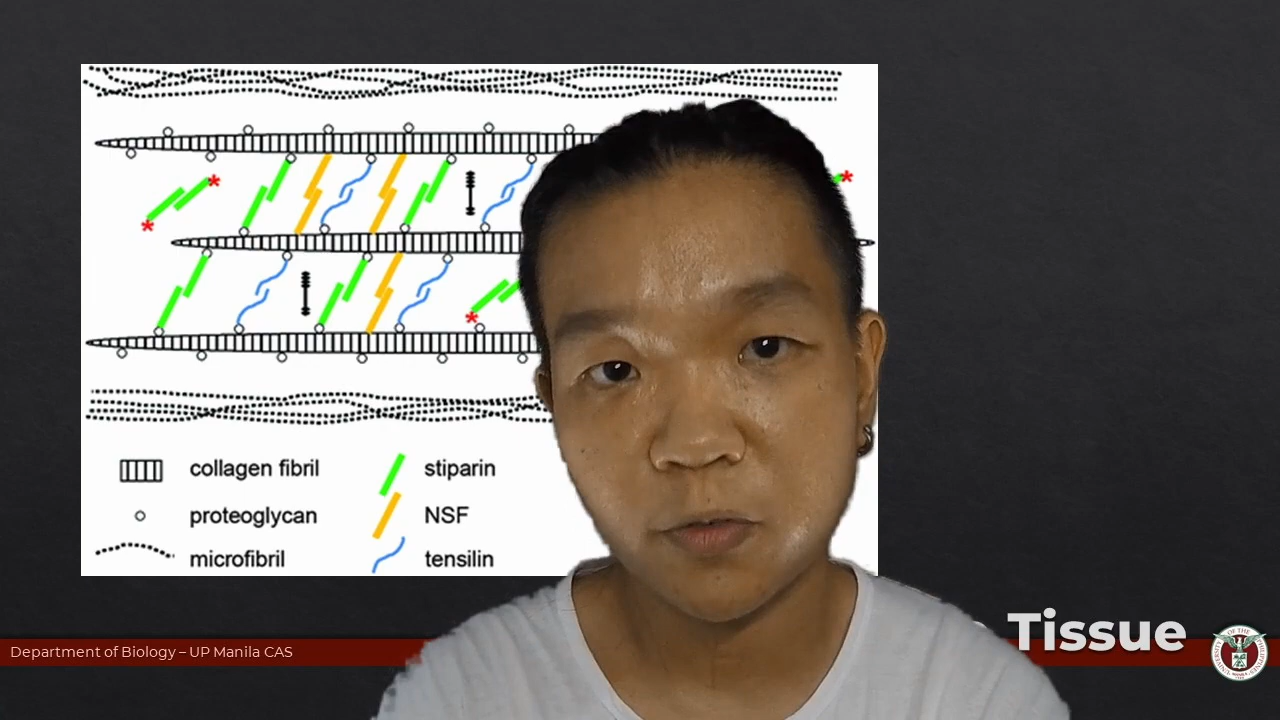 collagen fibril
stiparin
proteoglycan
NSF
microfibril
tensilin
Tissue
Department of Biology – UP Manila CAS